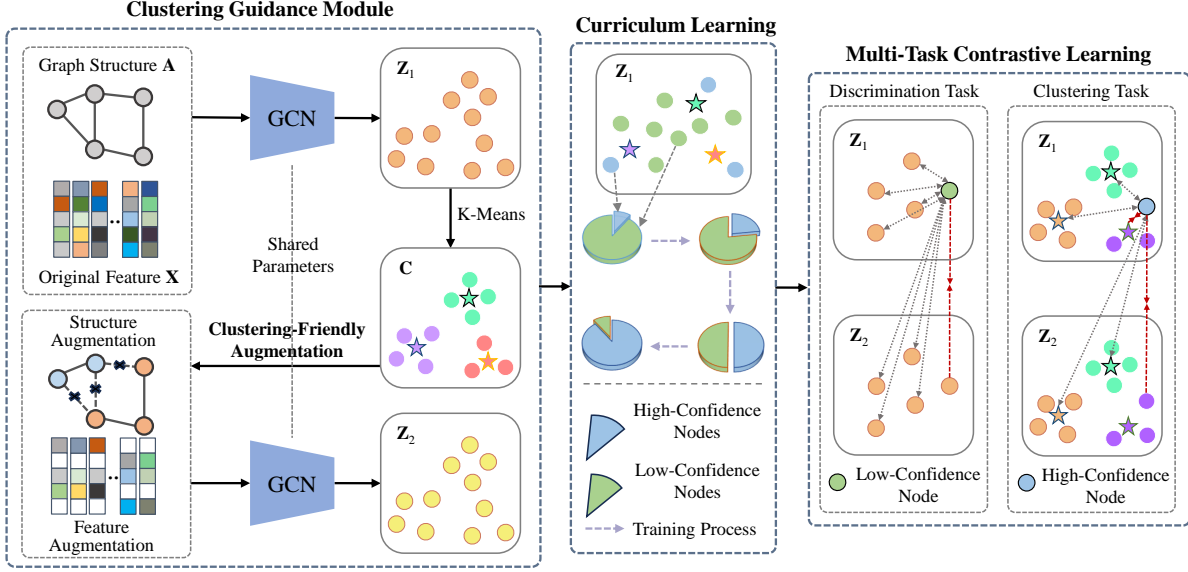 Clustering Guidance Module
Graph Structure A
Original Feature X
GCN
Z1
K-Means
Shared
Parameters
C
Clustering-Friendly
Augmentation
Structure
Augmentation
Feature
Augmentation
GCN
Z2
Curriculum Learning
Z1
High-Confidence
Nodes
Low-Confidence
Nodes
Training Process
Multi-Task Contrastive Learning
Discrimination Task
Z1
Z2
Low-Confidence
Node
Clustering Task
Z1
Z2
High-Confidence
Node